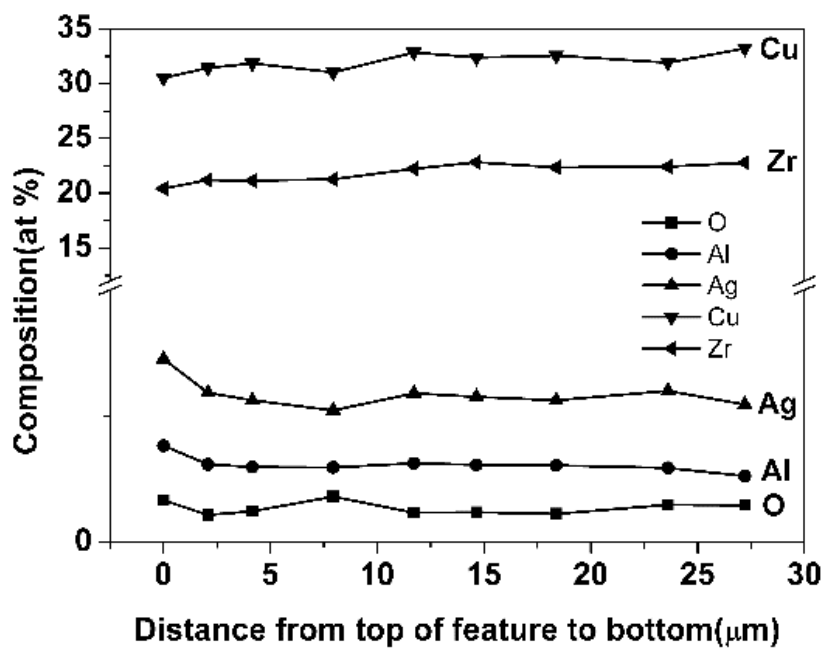 35
30
25
20
15
0
Composition(at %)
Cu
Zr
O
Al
Ag
Cu
Zr
Ag
Al
O
0 5 10 15 20 25 30
Distance from top of feature to bottom(μm)